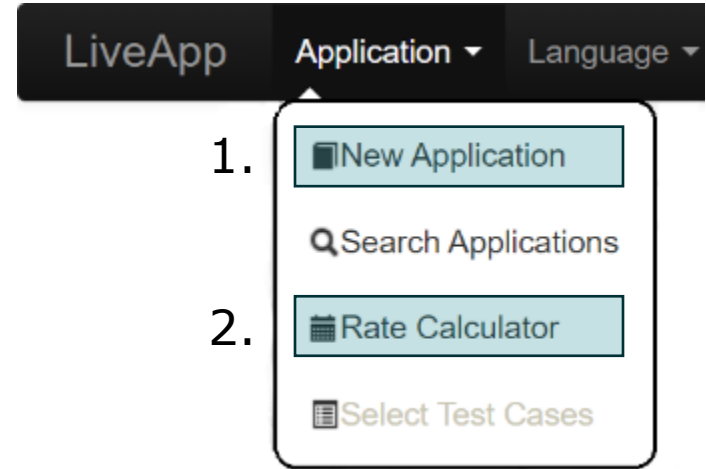 LiveApp Application Language
1. New Application
Search Applications
2. Rate Calculator
Select Test Cases